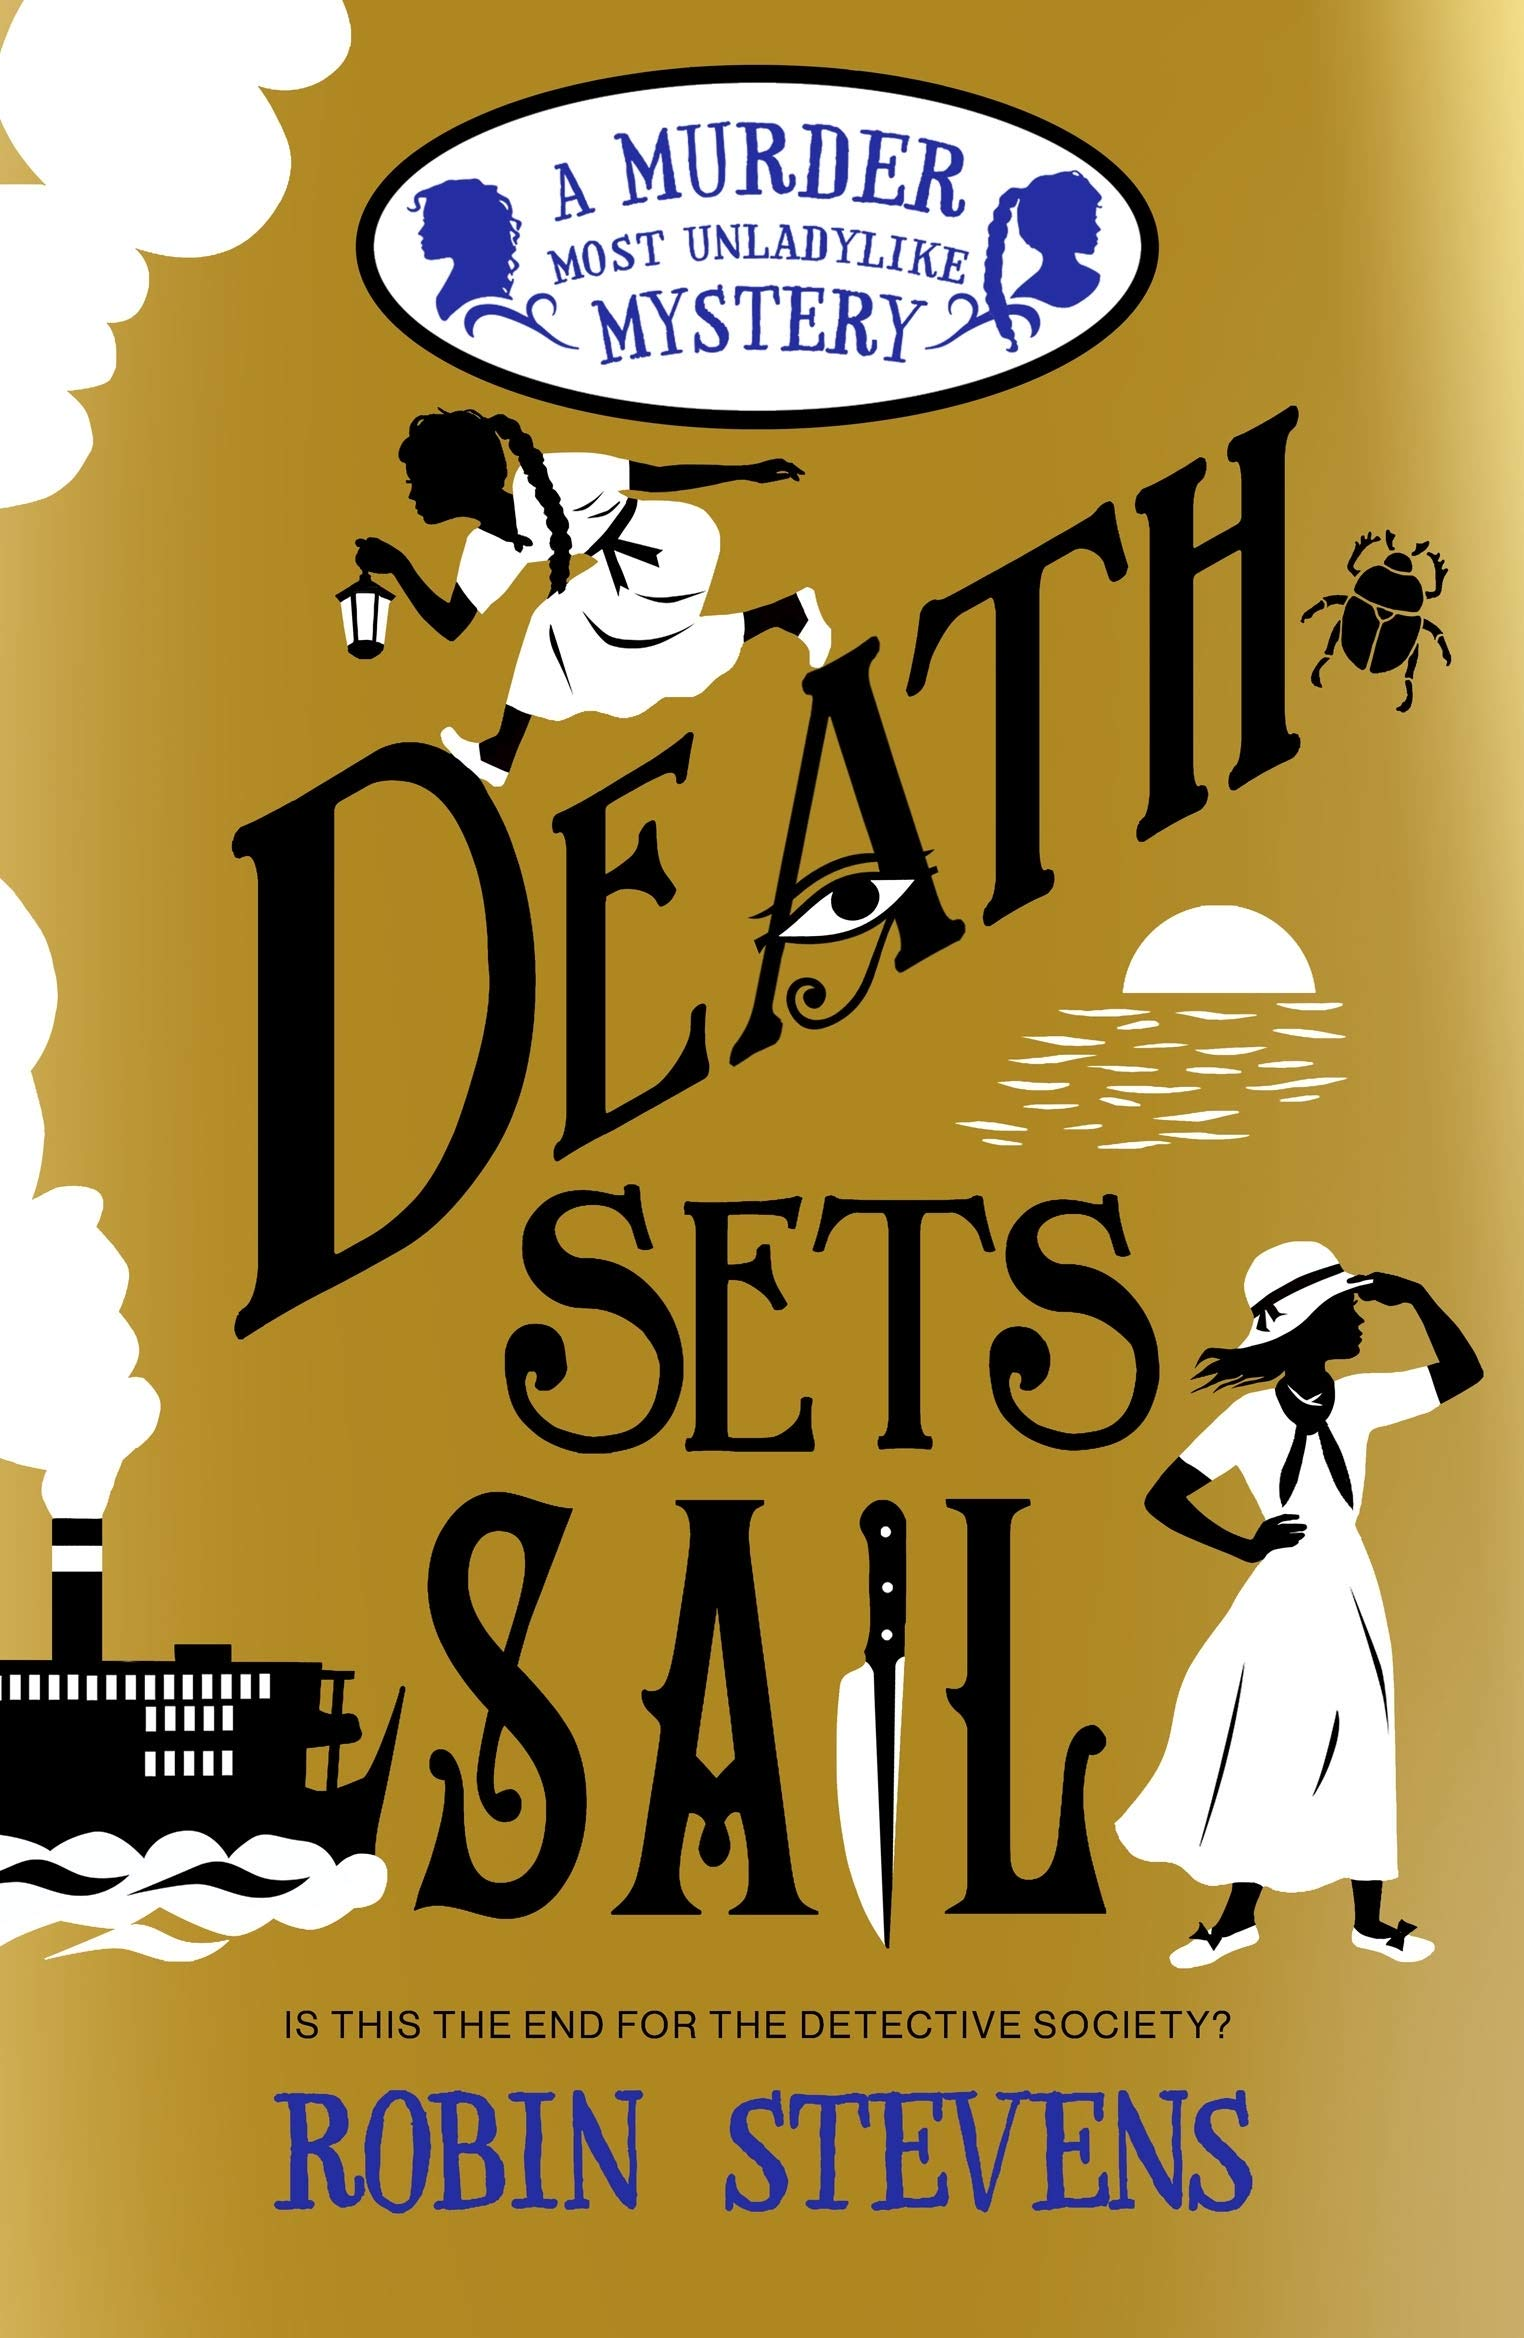 A MURDER
MOST UNLADYLIKE
MYSTERY
DEATH
SETS
SAIL
IS THIS THE END FOR THE DETECTIVE SOCIETY?
ROBIN STEVENS